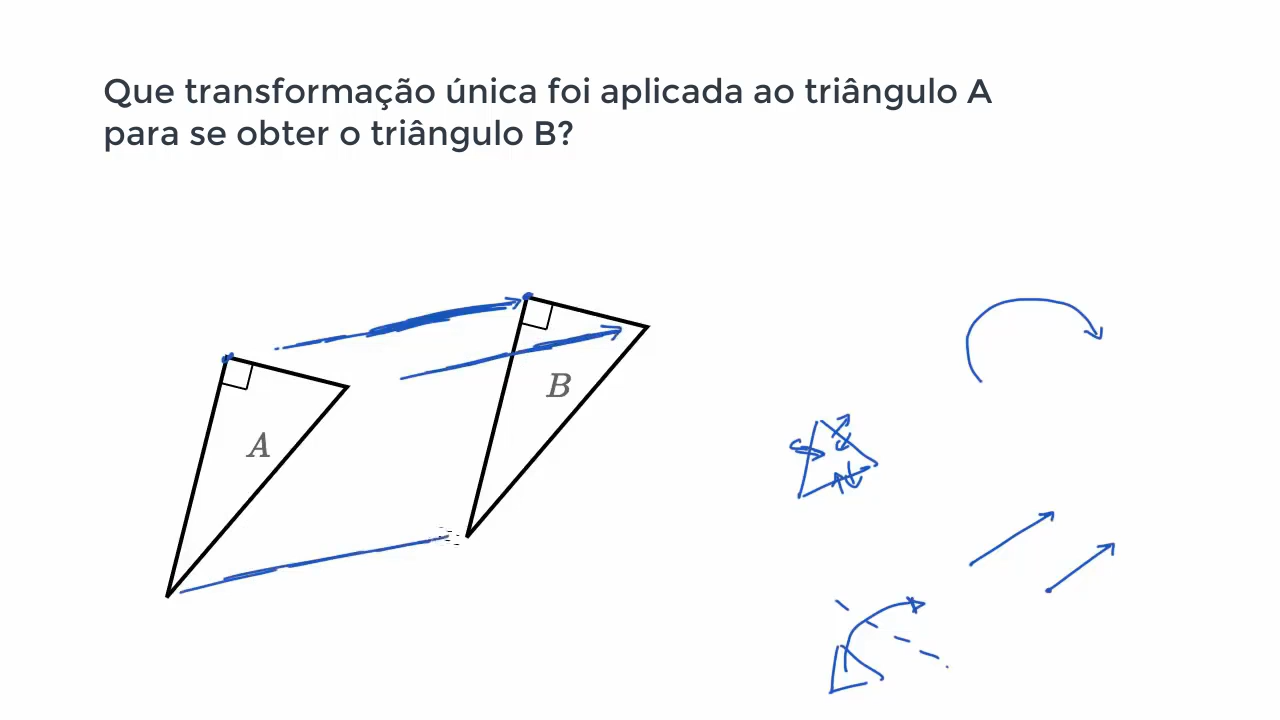 Que transformação única foi aplicada ao triângulo A
para se obter o triângulo B?
B
A